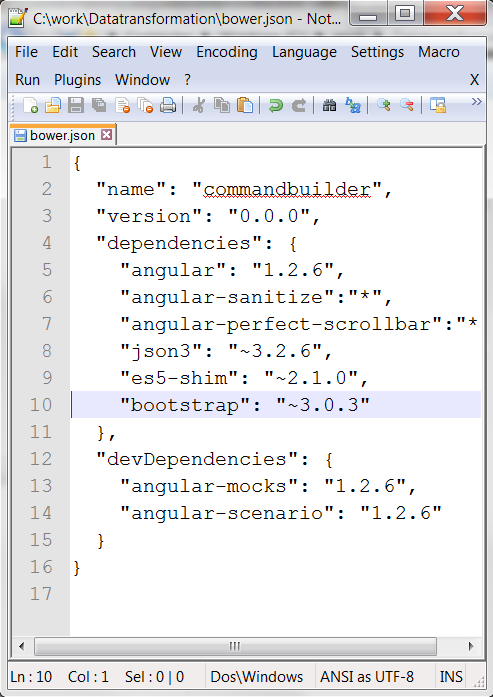 C:\work\Datatransformation\bower.json - Not...
File Edit Search View Encoding Language Settings Macro
Run Plugins Window ? X
bower.json
1 {
2 "name": "commandbuilder",
3 "version": "0.0.0",
4 "dependencies": {
5 "angular": "1.2.6",
6 "angular-sanitize":"*",
7 "angular-perfect-scrollbar":"*
8 "json3": "~3.2.6",
9 "es5-shim": "~2.1.0",
10 "bootstrap": "~3.0.3"
11 },
12 "devDependencies": {
13 "angular-mocks": "1.2.6",
14 "angular-scenario": "1.2.6"
15 }
16 }
17
Ln : 10 Col : 1 Sel : 0 | 0 Dos\Windows ANSI as UTF-8 INS